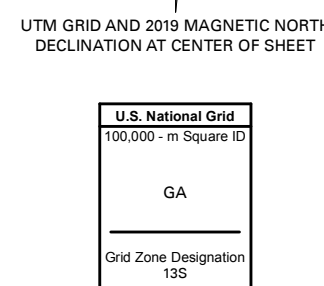 UTM GRID AND 2019 MAGNETIC NORTH
DECLINATION AT CENTER OF SHEET
U.S. National Grid
100,000 - m Square ID
GA
Grid Zone Designation
13S